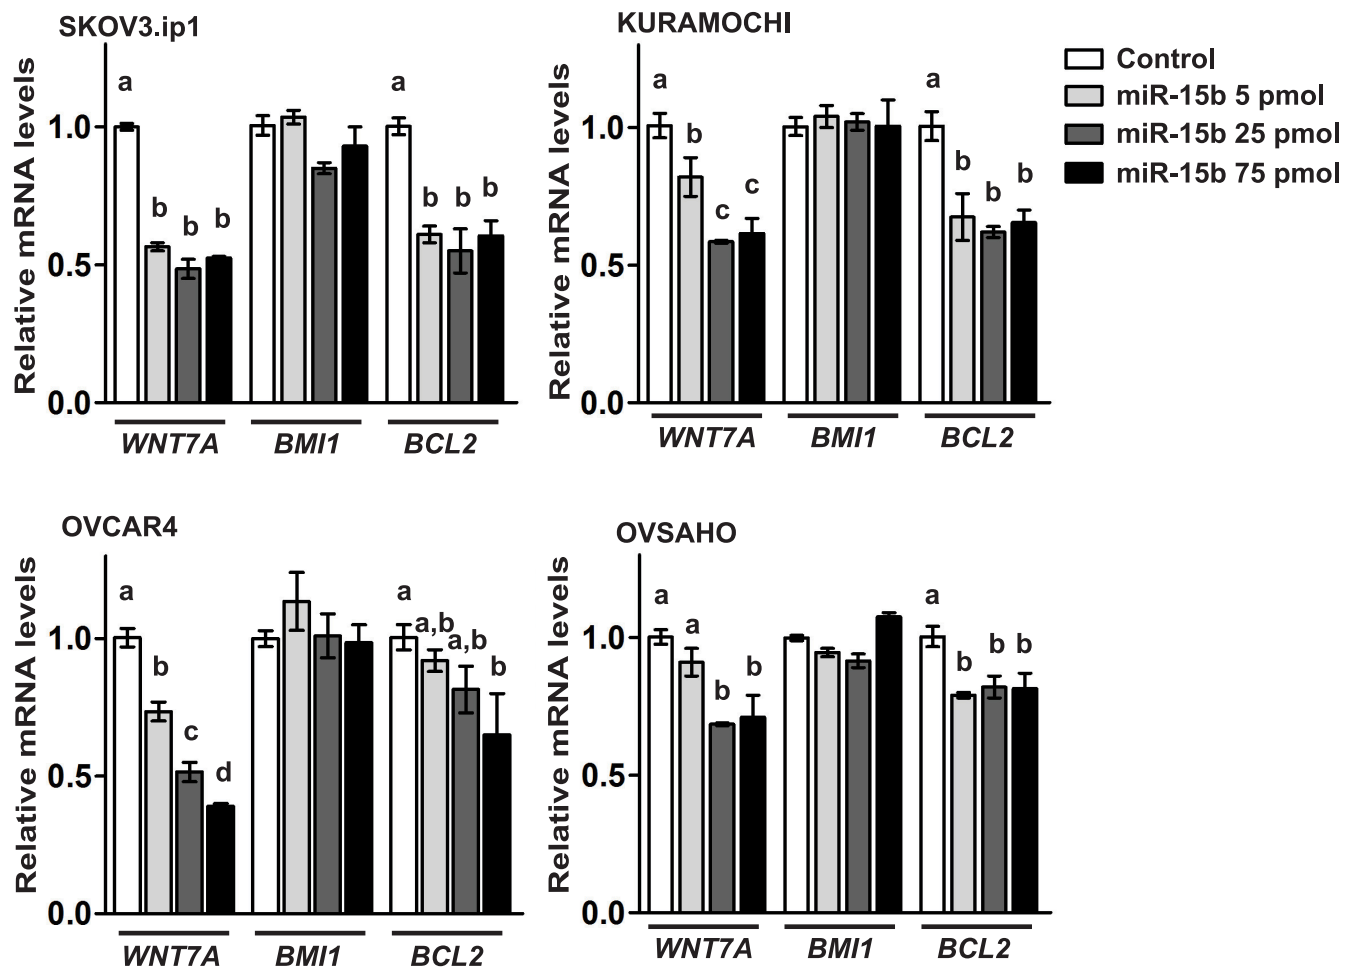 SKOV3.ip1
Relative mRNA levels
1.0
0.5
0.0
a
b
b
b
a
b
b
b
WNT7A
BMI1
BCL2
KURAMOCHI
Relative mRNA levels
1.0
0.5
0.0
a
b
c
c
a
b
b
b
WNT7A
BMI1
BCL2
Control
miR-15b 5 pmol
miR-15b 25 pmol
miR-15b 75 pmol
OVCAR4
Relative mRNA levels
1.0
0.5
0.0
a
b
c
d
a
a,b
a,b
b
WNT7A
BMI1
BCL2
OVSAHO
Relative mRNA levels
1.0
0.5
0.0
a
a
b
b
a
b
b
b
WNT7A
BMI1
BCL2